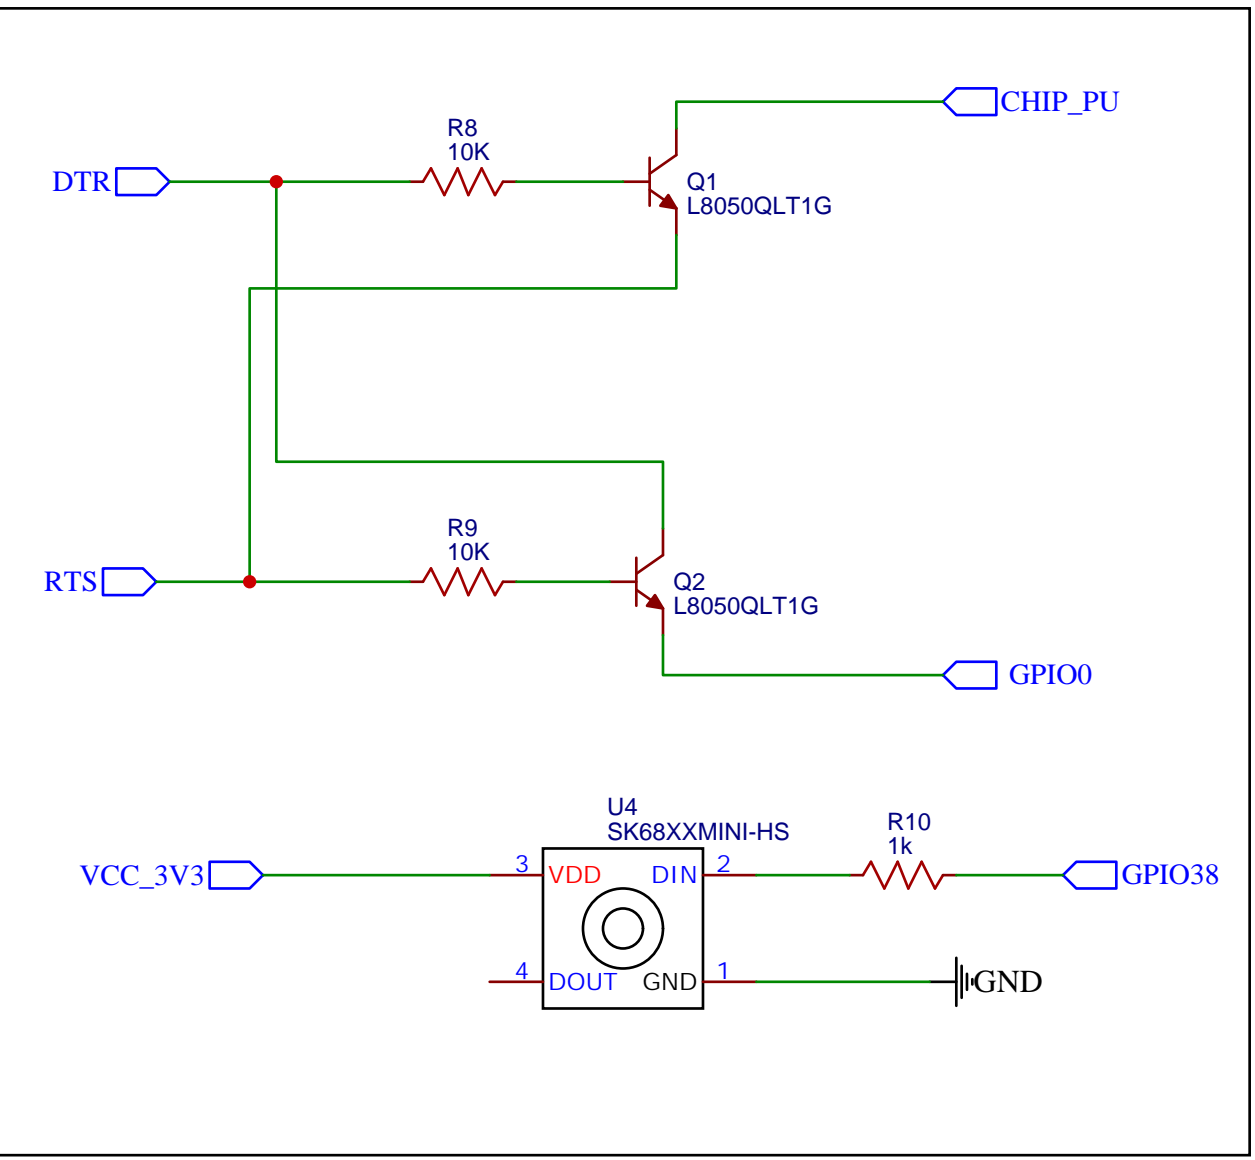 CHIP_PU
R8
10K
DTR
Q1
L8050QLT1G
R9
10K
RTS
Q2
L8050QLT1G
GPIO0
U4
SK68XXMINI-HS
R10
1k
VCC_3V3
3
VDD
DIN
2
GPIO38
4
DOUT
GND
1
GND